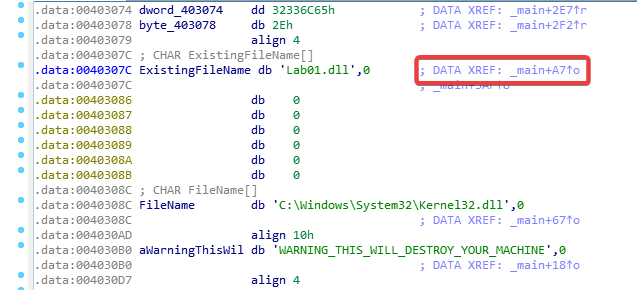 .data:00403074 dword_403074 dd 32336C65h ; DATA XREF: _main+2E7↑r
.data:00403078 byte_403078 db 2Eh ; DATA XREF: _main+2F2↑r
.data:00403079 align 4
.data:0040307C ; CHAR ExistingFileName[]
.data:0040307C ExistingFileName db 'Lab01.dll',0 ; DATA XREF: _main+A7↑o
.data:0040307C ; _main+3AF↑o
.data:00403086 db 0
.data:00403087 db 0
.data:00403088 db 0
.data:00403089 db 0
.data:0040308A db 0
.data:0040308B db 0
.data:0040308C ; CHAR FileName[]
.data:0040308C FileName db 'C:\Windows\System32\Kernel32.dll',0
.data:0040308C ; DATA XREF: _main+67↑o
.data:004030AD align 10h
.data:004030B0 aWarningThisWil db 'WARNING_THIS_WILL_DESTROY_YOUR_MACHINE',0
.data:004030B0 ; DATA XREF: _main+18↑o
.data:004030D7 align 4